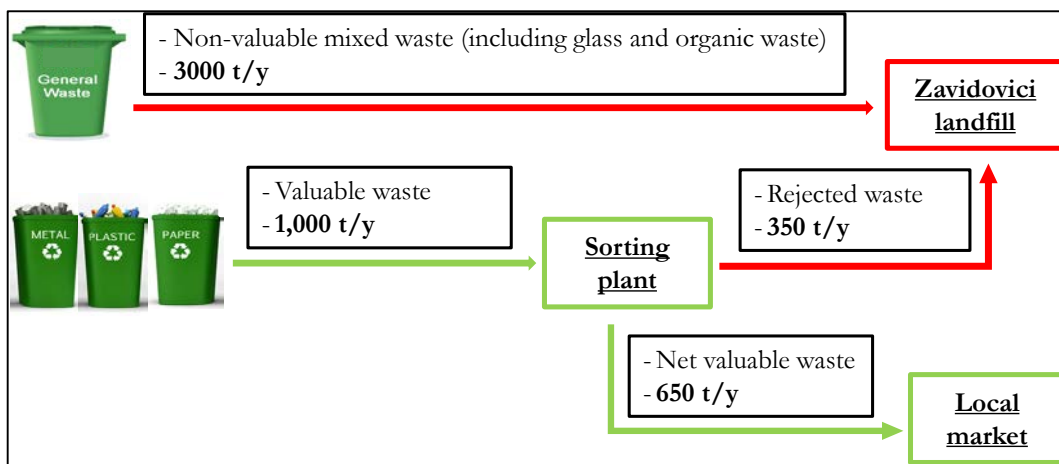 General
Waste
- Non-valuable mixed waste (including glass and organic waste)
- 3000 t/y
Zavidovici
landfill
METAL
PLASTIC
PAPER
- Valuable waste
- 1,000 t/y
Sorting
plant
- Rejected waste
- 350 t/y
- Net valuable waste
- 650 t/y
Local
market